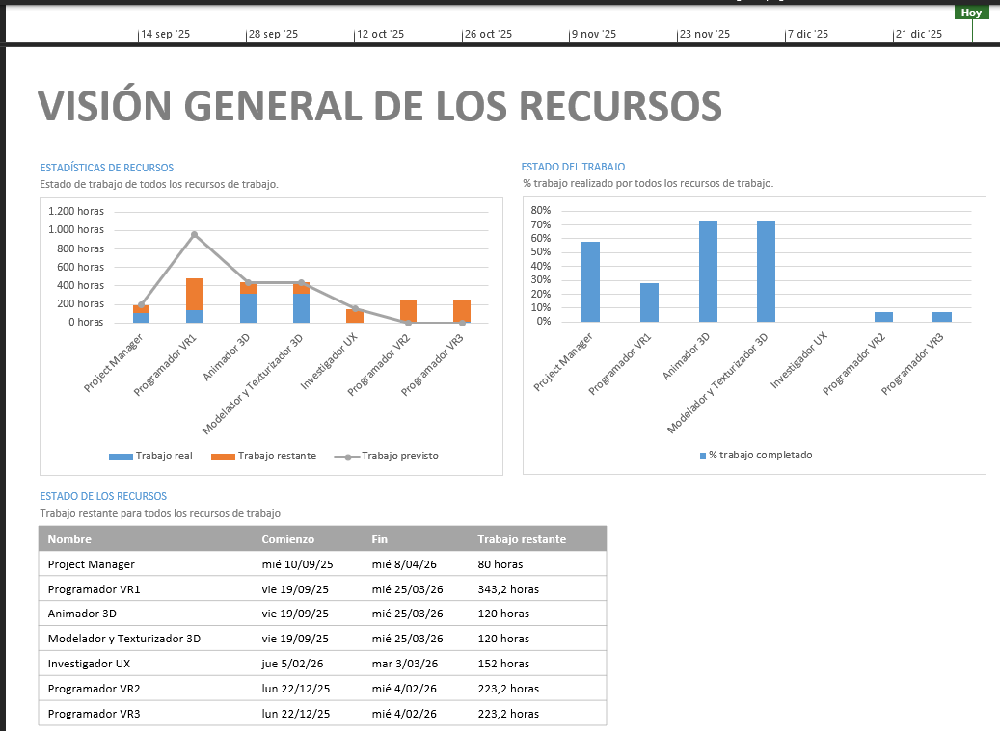 Hoy
14 sep '25 28 sep '25 12 oct '25 26 oct '25 9 nov '25 23 nov '25 7 dic '25 21 dic '25
VISIÓN GENERAL DE LOS RECURSOS
ESTADÍSTICAS DE RECURSOS
Estado de trabajo de todos los recursos de trabajo.
1.200 horas
1.000 horas
800 horas
600 horas
400 horas
200 horas
0 horas
Project Manager
Programador VR1
Animador 3D
Modelador y Texturizador 3D
Investigador UX
Programador VR2
Programador VR3
Trabajo real Trabajo restante Trabajo previsto
ESTADO DEL TRABAJO
% trabajo realizado por todos los recursos de trabajo.
80%
70%
60%
50%
40%
30%
20%
10%
0%
Project Manager
Programador VR1
Animador 3D
Modelador y Texturizador 3D
Investigador UX
Programador VR2
Programador VR3
% trabajo completado
ESTADO DE LOS RECURSOS
Trabajo restante para todos los recursos de trabajo
Nombre Comienzo Fin Trabajo restante
Project Manager mié 10/09/25 mié 8/04/26 80 horas
Programador VR1 vie 19/09/25 mié 25/03/26 343,2 horas
Animador 3D vie 19/09/25 mié 25/03/26 120 horas
Modelador y Texturizador 3D vie 19/09/25 mié 25/03/26 120 horas
Investigador UX jue 5/02/26 mar 3/03/26 152 horas
Programador VR2 lun 22/12/25 mié 4/02/26 223,2 horas
Programador VR3 lun 22/12/25 mié 4/02/26 223,2 horas